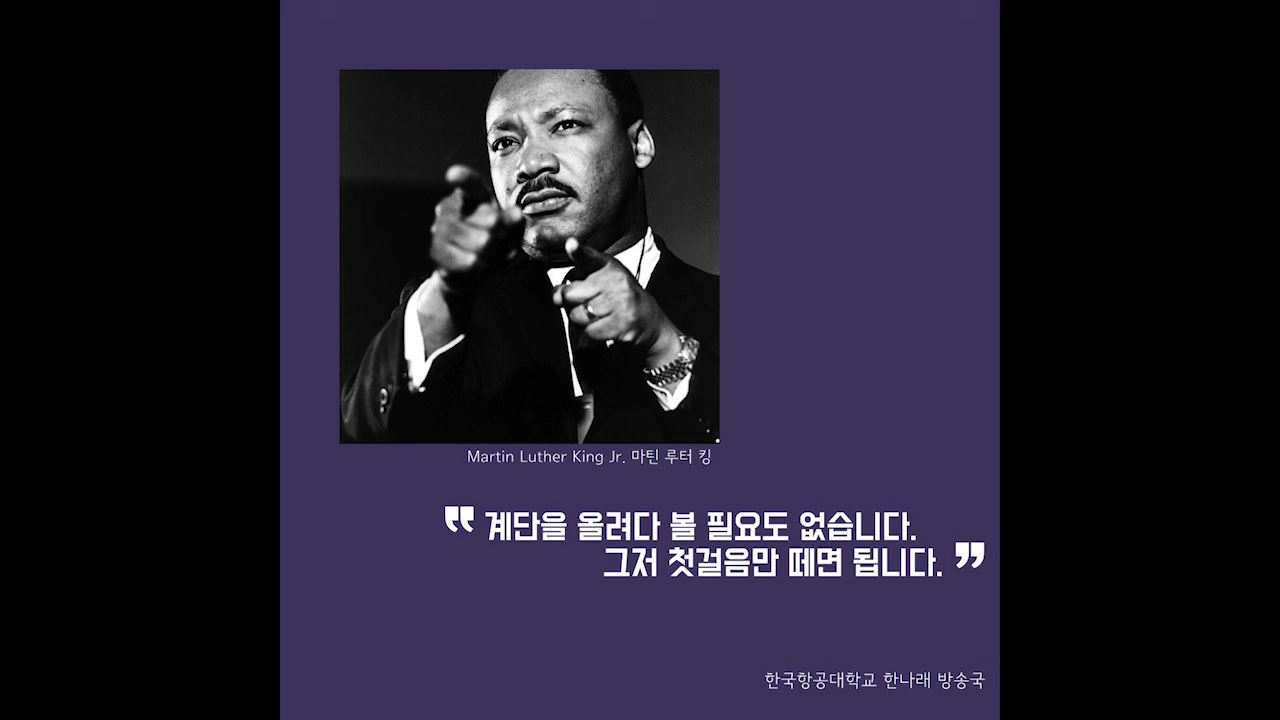 Martin Luther King Jr. 마틴 루터 킹
❝ 계단을 올려다 볼 필요도 없습니다.
그저 첫걸음만 떼면 됩니다. ❞
한국항공대학교 한나래 방송국